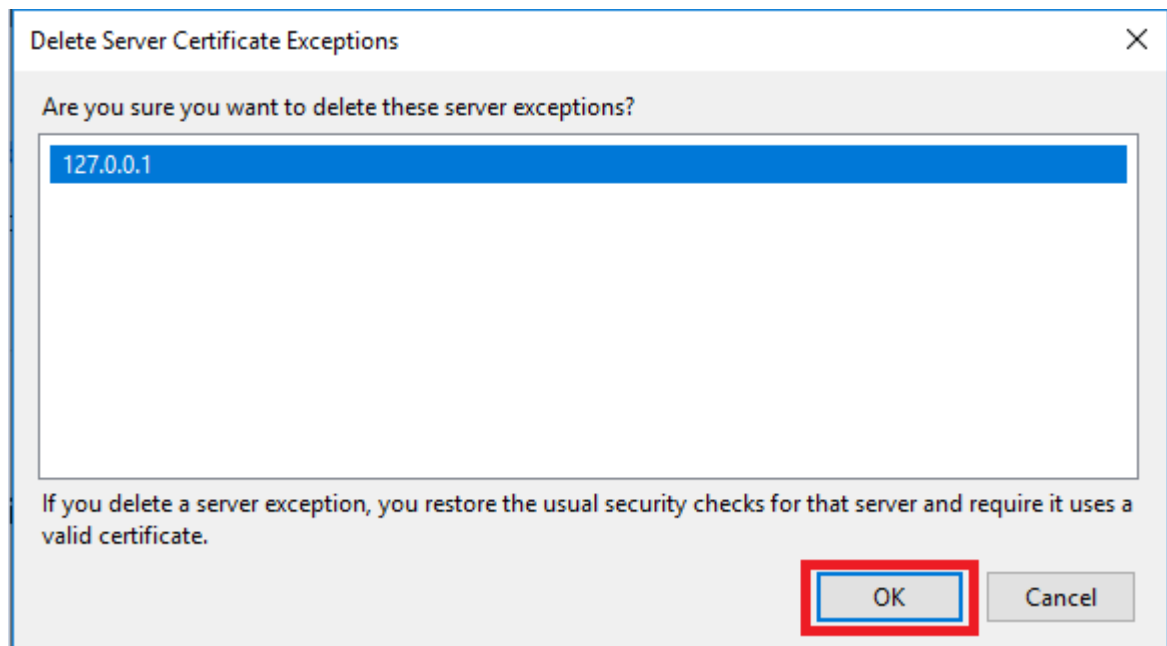 Delete Server Certificate Exceptions
Are you sure you want to delete these server exceptions?
127.0.0.1
If you delete a server exception, you restore the usual security checks for that server and require it uses a
valid certificate.
OK Cancel